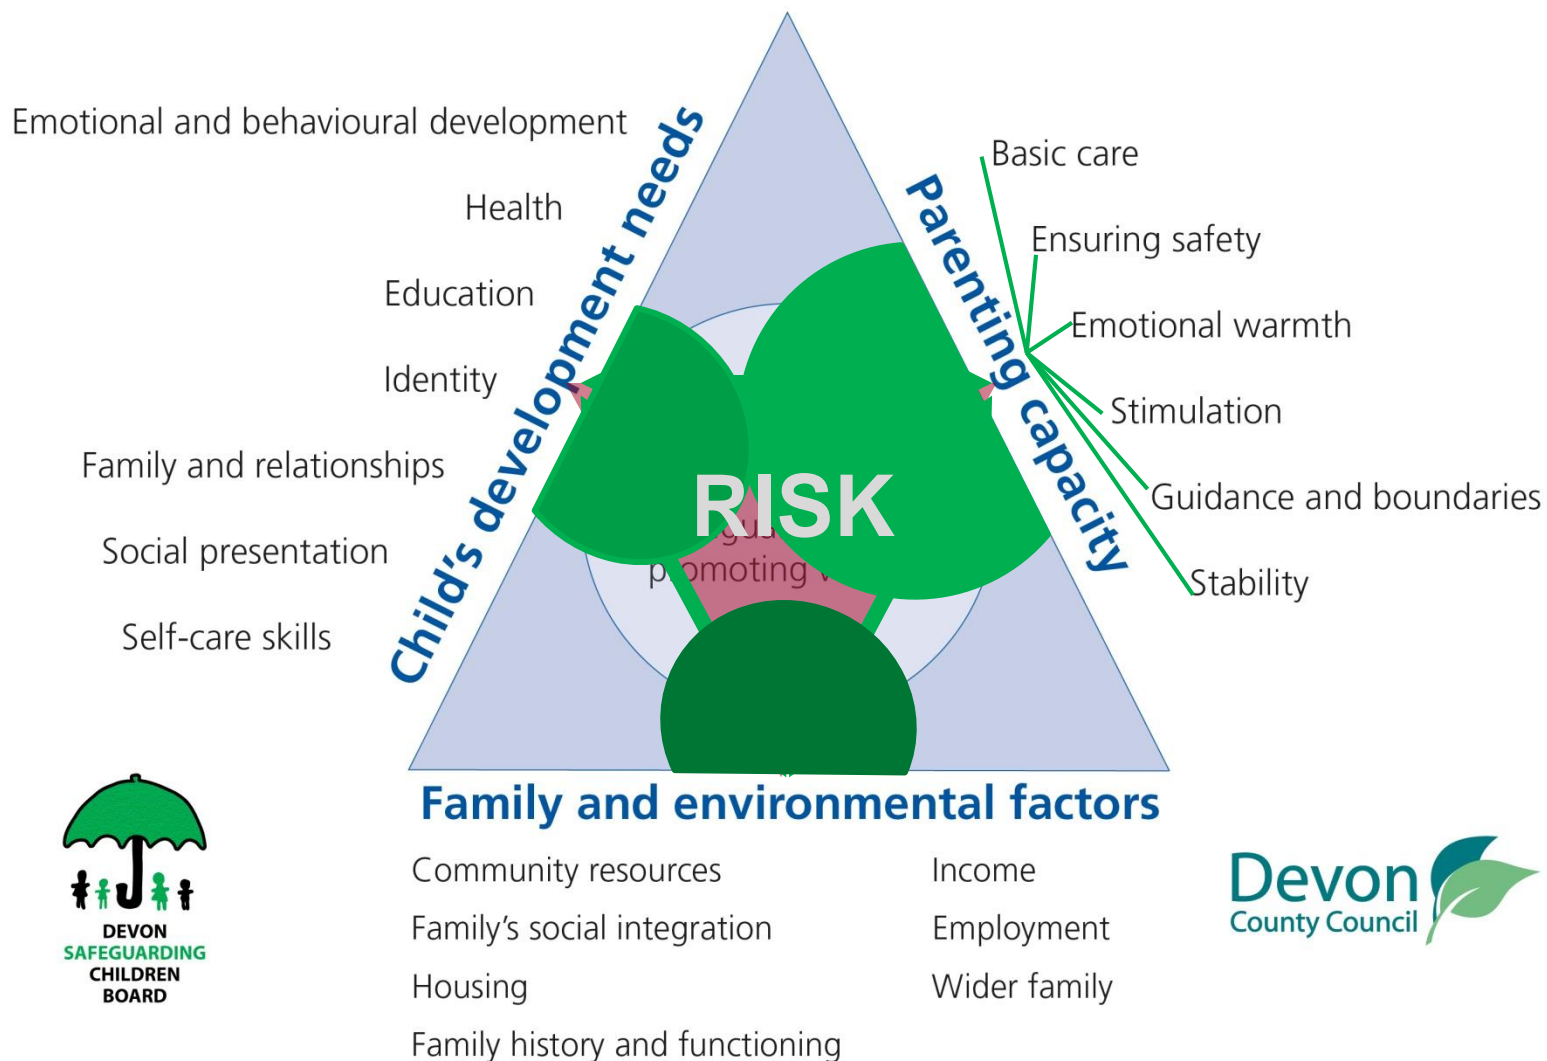 Emotional and behavioural development
Health
Education
Identity
Family and relationships
Social presentation
Self-care skills
Child's development needs
Parenting capacity
Basic care
Ensuring safety
Emotional warmth
Stimulation
Guidance and boundaries
Stability
RISK
promoting
Family and environmental factors
Community resources
Family’s social integration
Housing
Family history and functioning
Income
Employment
Wider family
DEVON
SAFEGUARDING
CHILDREN
BOARD
Devon
County Council